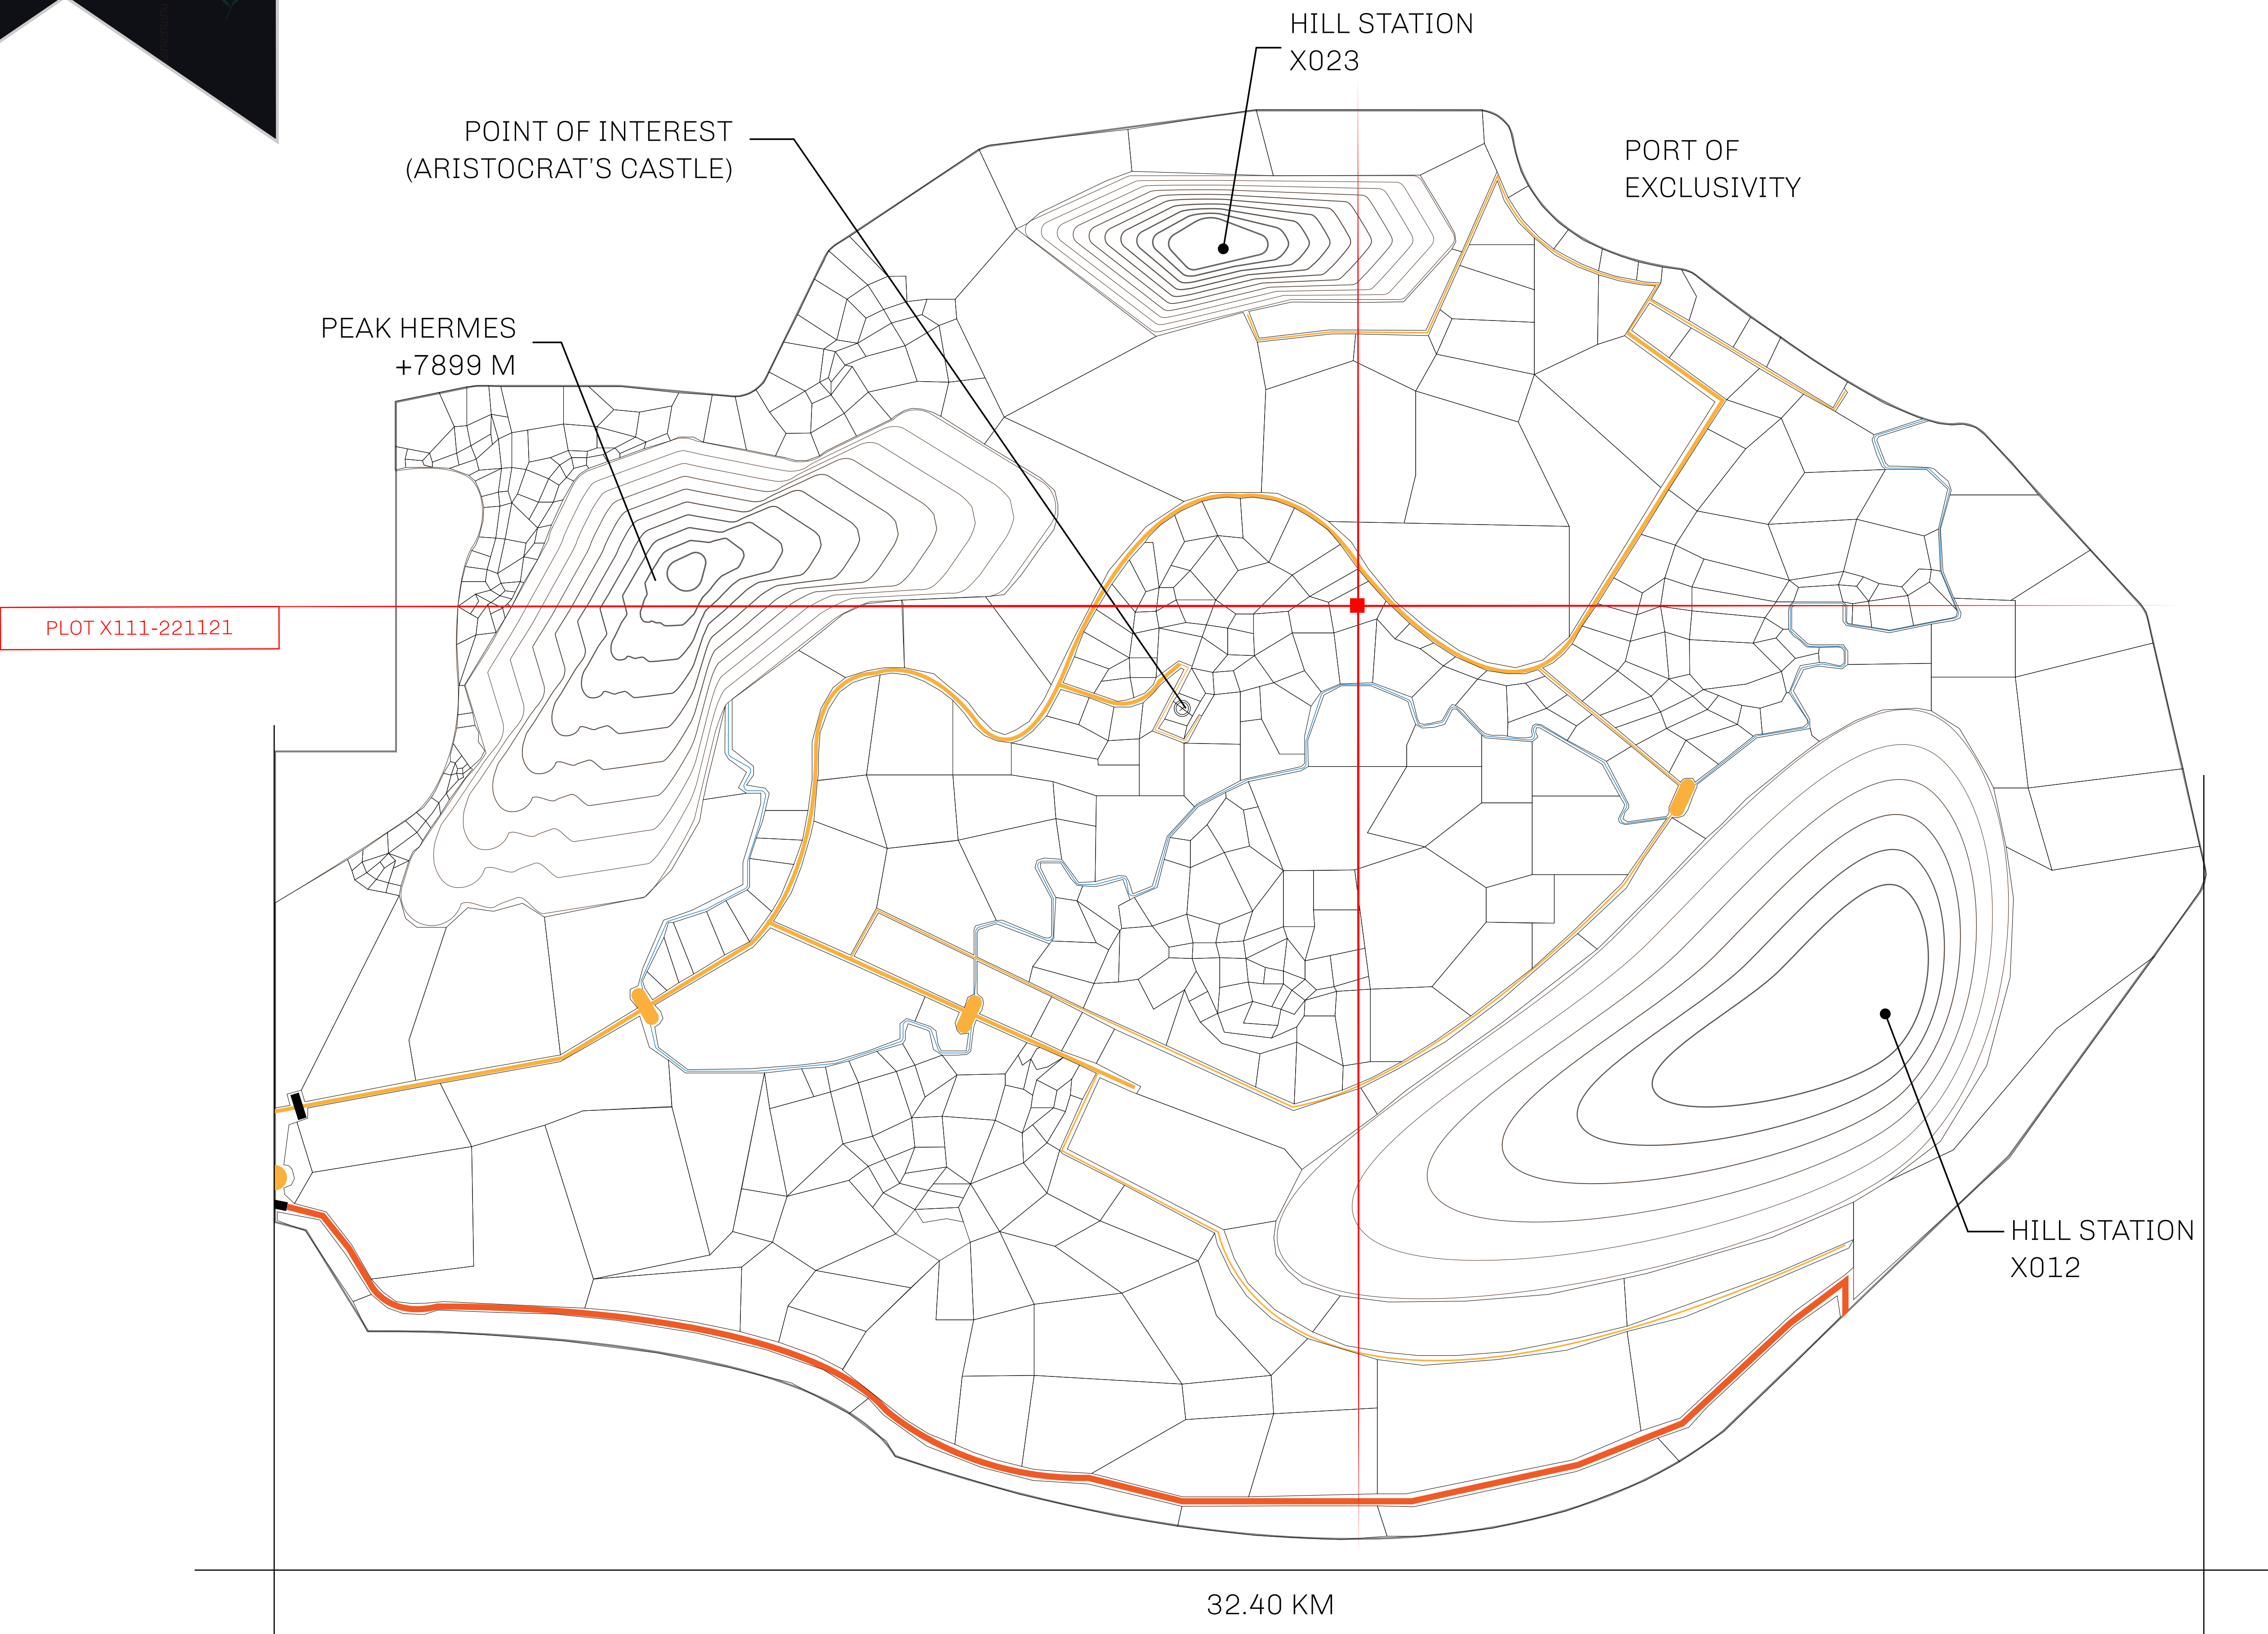 HILL STATION
X023
POINT OF INTEREST
(ARISTOCRAT'S CASTLE)
PORT OF
EXCLUSIVITY
PEAK HERMES
+7899 M
PLOT X111-221121
HILL STATION
X012
32.40 KM